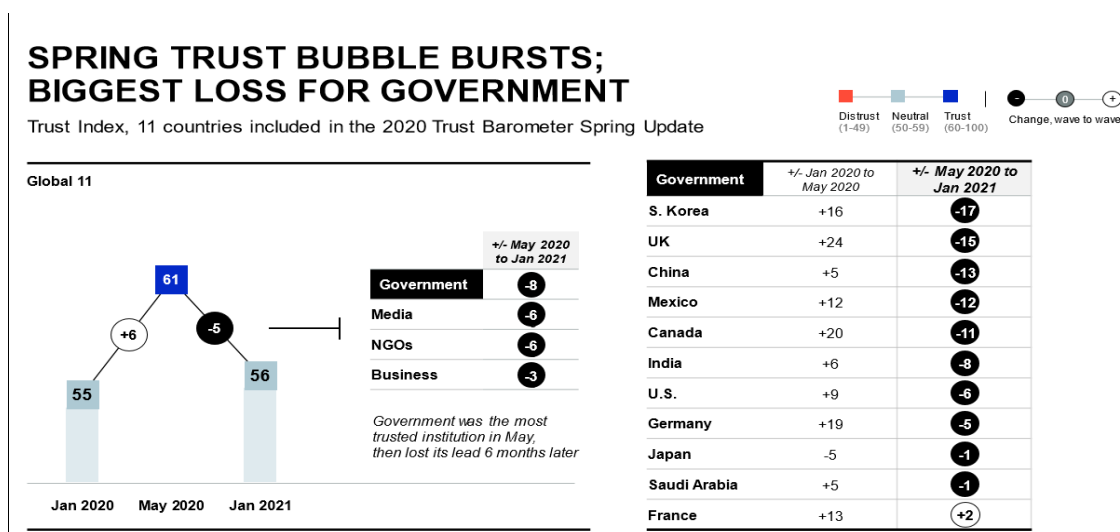 SPRING TRUST BUBBLE BURSTS;
BIGGEST LOSS FOR GOVERNMENT
Trust Index, 11 countries included in the 2020 Trust Barometer Spring Update
Distrust
(1-49)
Neutral
(50-59)
Trust
(60-100)
- 0 +
Change, wave to wave
Global 11
55
+6
61
-5
56
Jan 2020 May 2020 Jan 2021
+/- May 2020
to Jan 2021
Government -8
Media -6
NGOs -6
Business -3
Government was the most
trusted institution in May,
then lost its lead 6 months later
Government
+/- Jan 2020 to
May 2020
+/- May 2020 to
Jan 2021
S. Korea +16 -17
UK +24 -15
China +5 -13
Mexico +12 -12
Canada +20 -11
India +6 -8
U.S. +9 -6
Germany +19 -5
Japan -5 -1
Saudi Arabia +5 -1
France +13 +2